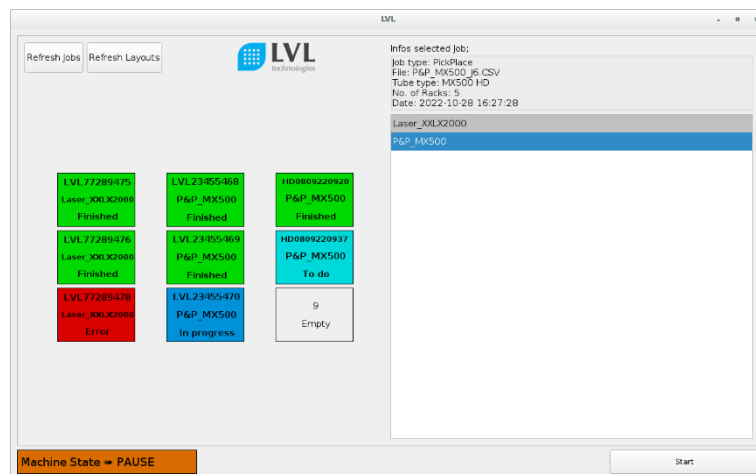 LVL
Refresh Jobs
Refresh Layouts
LVL
technologies
Infos selected Job;
Job type: PickPlace
File: P&P_MX500_J6.CSV
Tube type: MX500 HD
No. of Racks: 5
Date: 2022-10-28 16:27:28
Laser_XXLX2000
P&P_MX500
LVL77289475
Laser_XXLX2000
Finished
LVL23455468
P&P_MX500
Finished
HD0809220920
P&P_MX500
Finished
LVL77289476
Laser_XXLX2000
Finished
LVL23455469
P&P_MX500
Finished
HD0809220937
P&P_MX500
To do
LVL77289478
Laser_XXLX2000
Error
LVL23455470
P&P_MX500
In progress
9
Empty
Machine State ➠ PAUSE
Start